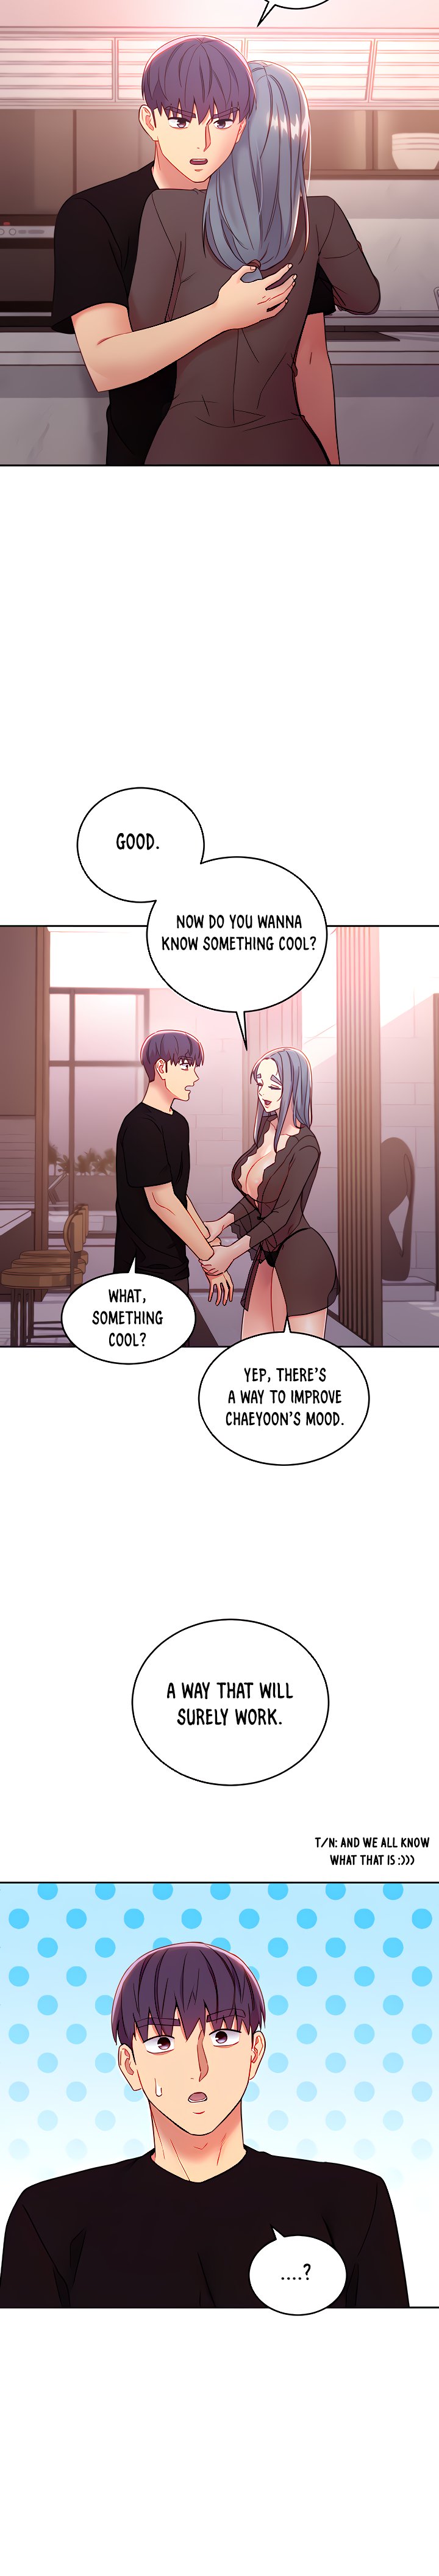 GOOD.
NOW DO YOU WANNA
KNOW SOMETHING COOL?
WHAT,
SOMETHING
COOL?
YEP, THERE'S
A WAY TO IMPROVE
CHAEYOON'S MOOD.
A WAY THAT WILL
SURELY WORK.
T/N: AND WE ALL KNOW
WHAT THAT IS :)))
....?